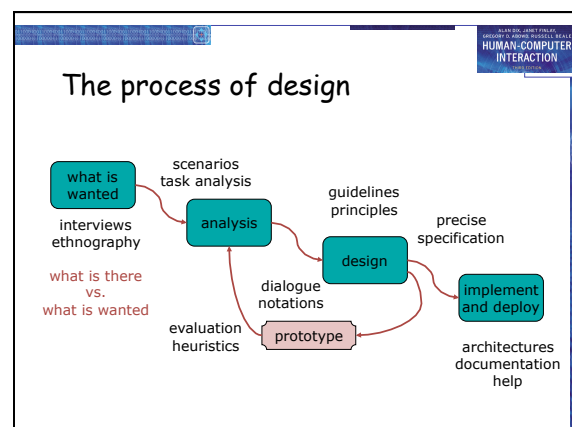 ALAN DIX, JANET FINLAY,
GREGORY D. ABOWD, RUSSELL BEALE
HUMAN-COMPUTER
INTERACTION
THIRD EDITION
The process of design
what is
wanted
scenarios
task analysis
interviews
ethnography
what is there
vs.
what is wanted
analysis
guidelines
principles
design
precise
specification
dialogue
notations
implement
and deploy
evaluation
heuristics
prototype
architectures
documentation
help